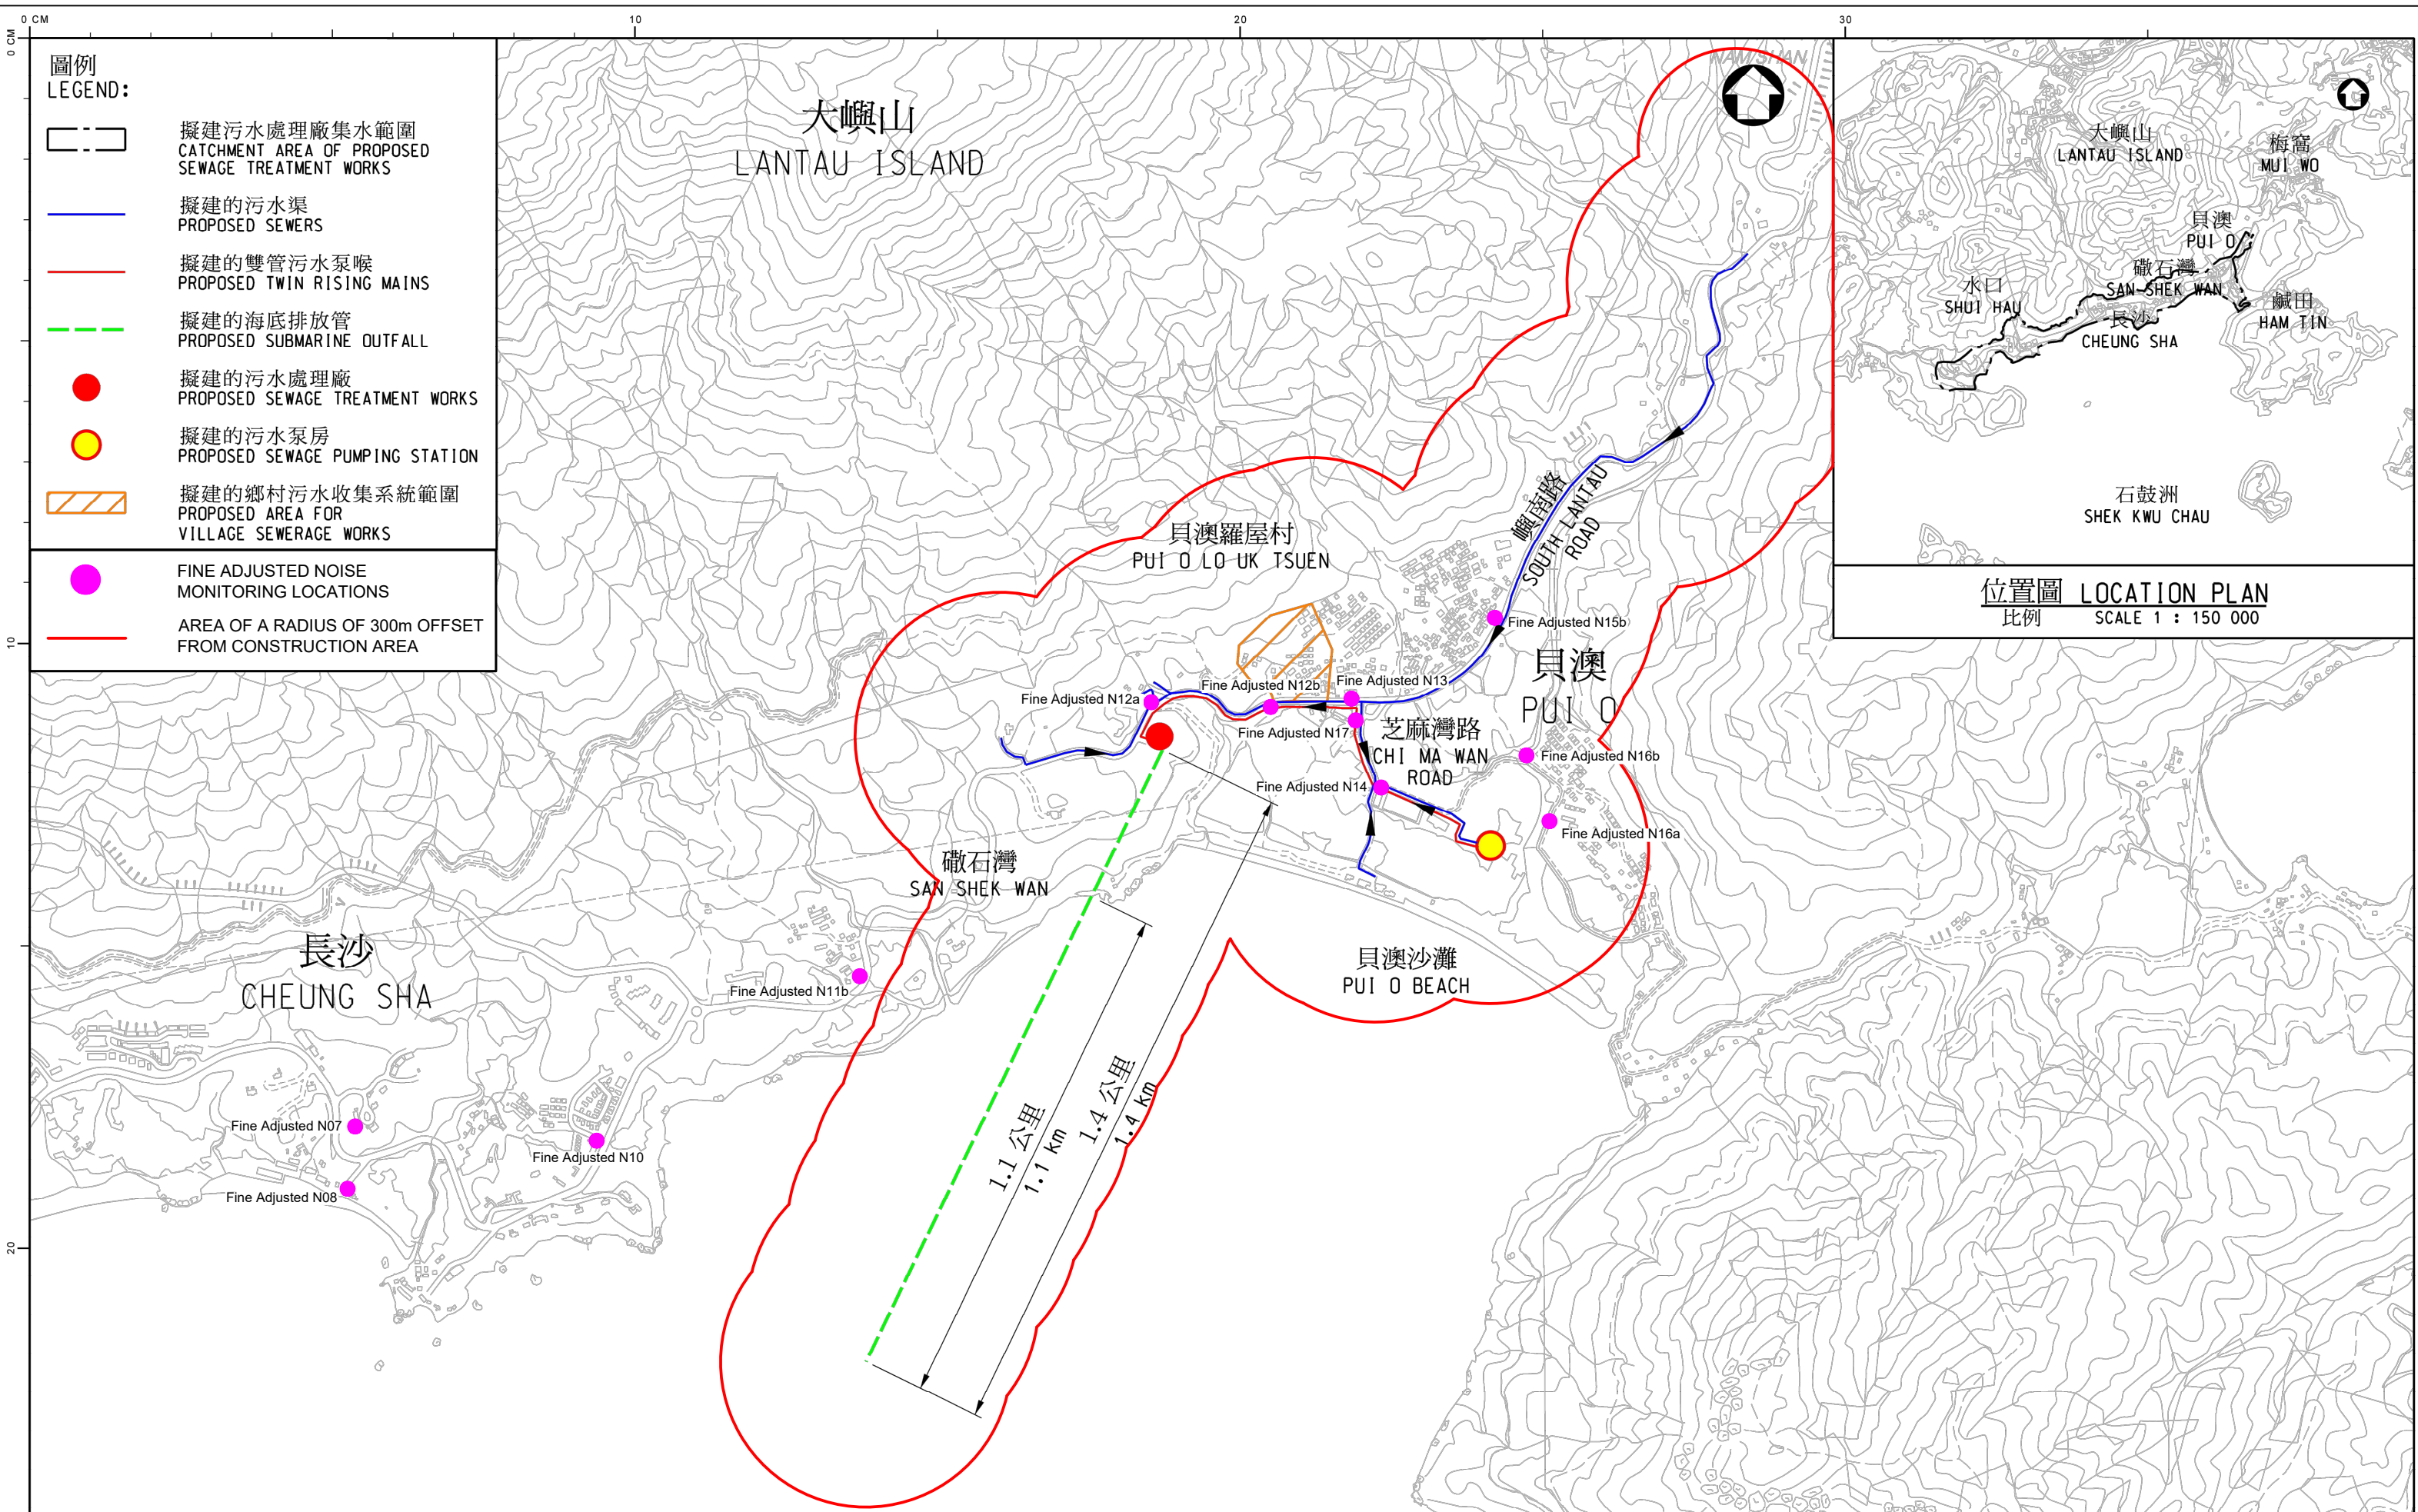 0 CM
10
20
30
0 CM
10
20
圖例
LEGEND:
擬建污水處理廠集水範圍
CATCHMENT AREA OF PROPOSED
SEWAGE TREATMENT WORKS
擬建的污水渠
PROPOSED SEWERS
擬建的雙管污水泵喉
PROPOSED TWIN RISING MAINS
擬建的海底排放管
PROPOSED SUBMARINE OUTFALL
擬建的污水處理廠
PROPOSED SEWAGE TREATMENT WORKS
擬建的污水泵房
PROPOSED SEWAGE PUMPING STATION
擬建的鄉村污水收集系統範圍
PROPOSED AREA FOR
VILLAGE SEWERAGE WORKS
FINE ADJUSTED NOISE
MONITORING LOCATIONS
AREA OF A RADIUS OF 300m OFFSET
FROM CONSTRUCTION AREA
大嶼山
LANTAU ISLAND
NAM SHAN
貝澳羅屋村
PUI O LO UK TSUEN
嶼南路
SOUTH LANTAU
ROAD
Fine Adjusted N15b
貝澳
PUI O
Fine Adjusted N12a
Fine Adjusted N12b
Fine Adjusted N13
Fine Adjusted N17
芝麻灣路
CHI MA WAN
ROAD
Fine Adjusted N16b
Fine Adjusted N14
Fine Adjusted N16a
磡石灣
SAN SHEK WAN
貝澳沙灘
PUI O BEACH
長沙
CHEUNG SHA
Fine Adjusted N11b
Fine Adjusted N07
Fine Adjusted N10
Fine Adjusted N08
1.1 公里
1.1 km
1.4 公里
1.4 km
大嶼山
LANTAU ISLAND
梅窩
MUI WO
貝澳
PUI O
磡石灣
SAN SHEK WAN
水口
SHUI HAU
鹹田
HAM TIN
長沙
CHEUNG SHA
石鼓洲
SHEK KWU CHAU
位置圖 LOCATION PLAN
比例 SCALE 1 : 150 000